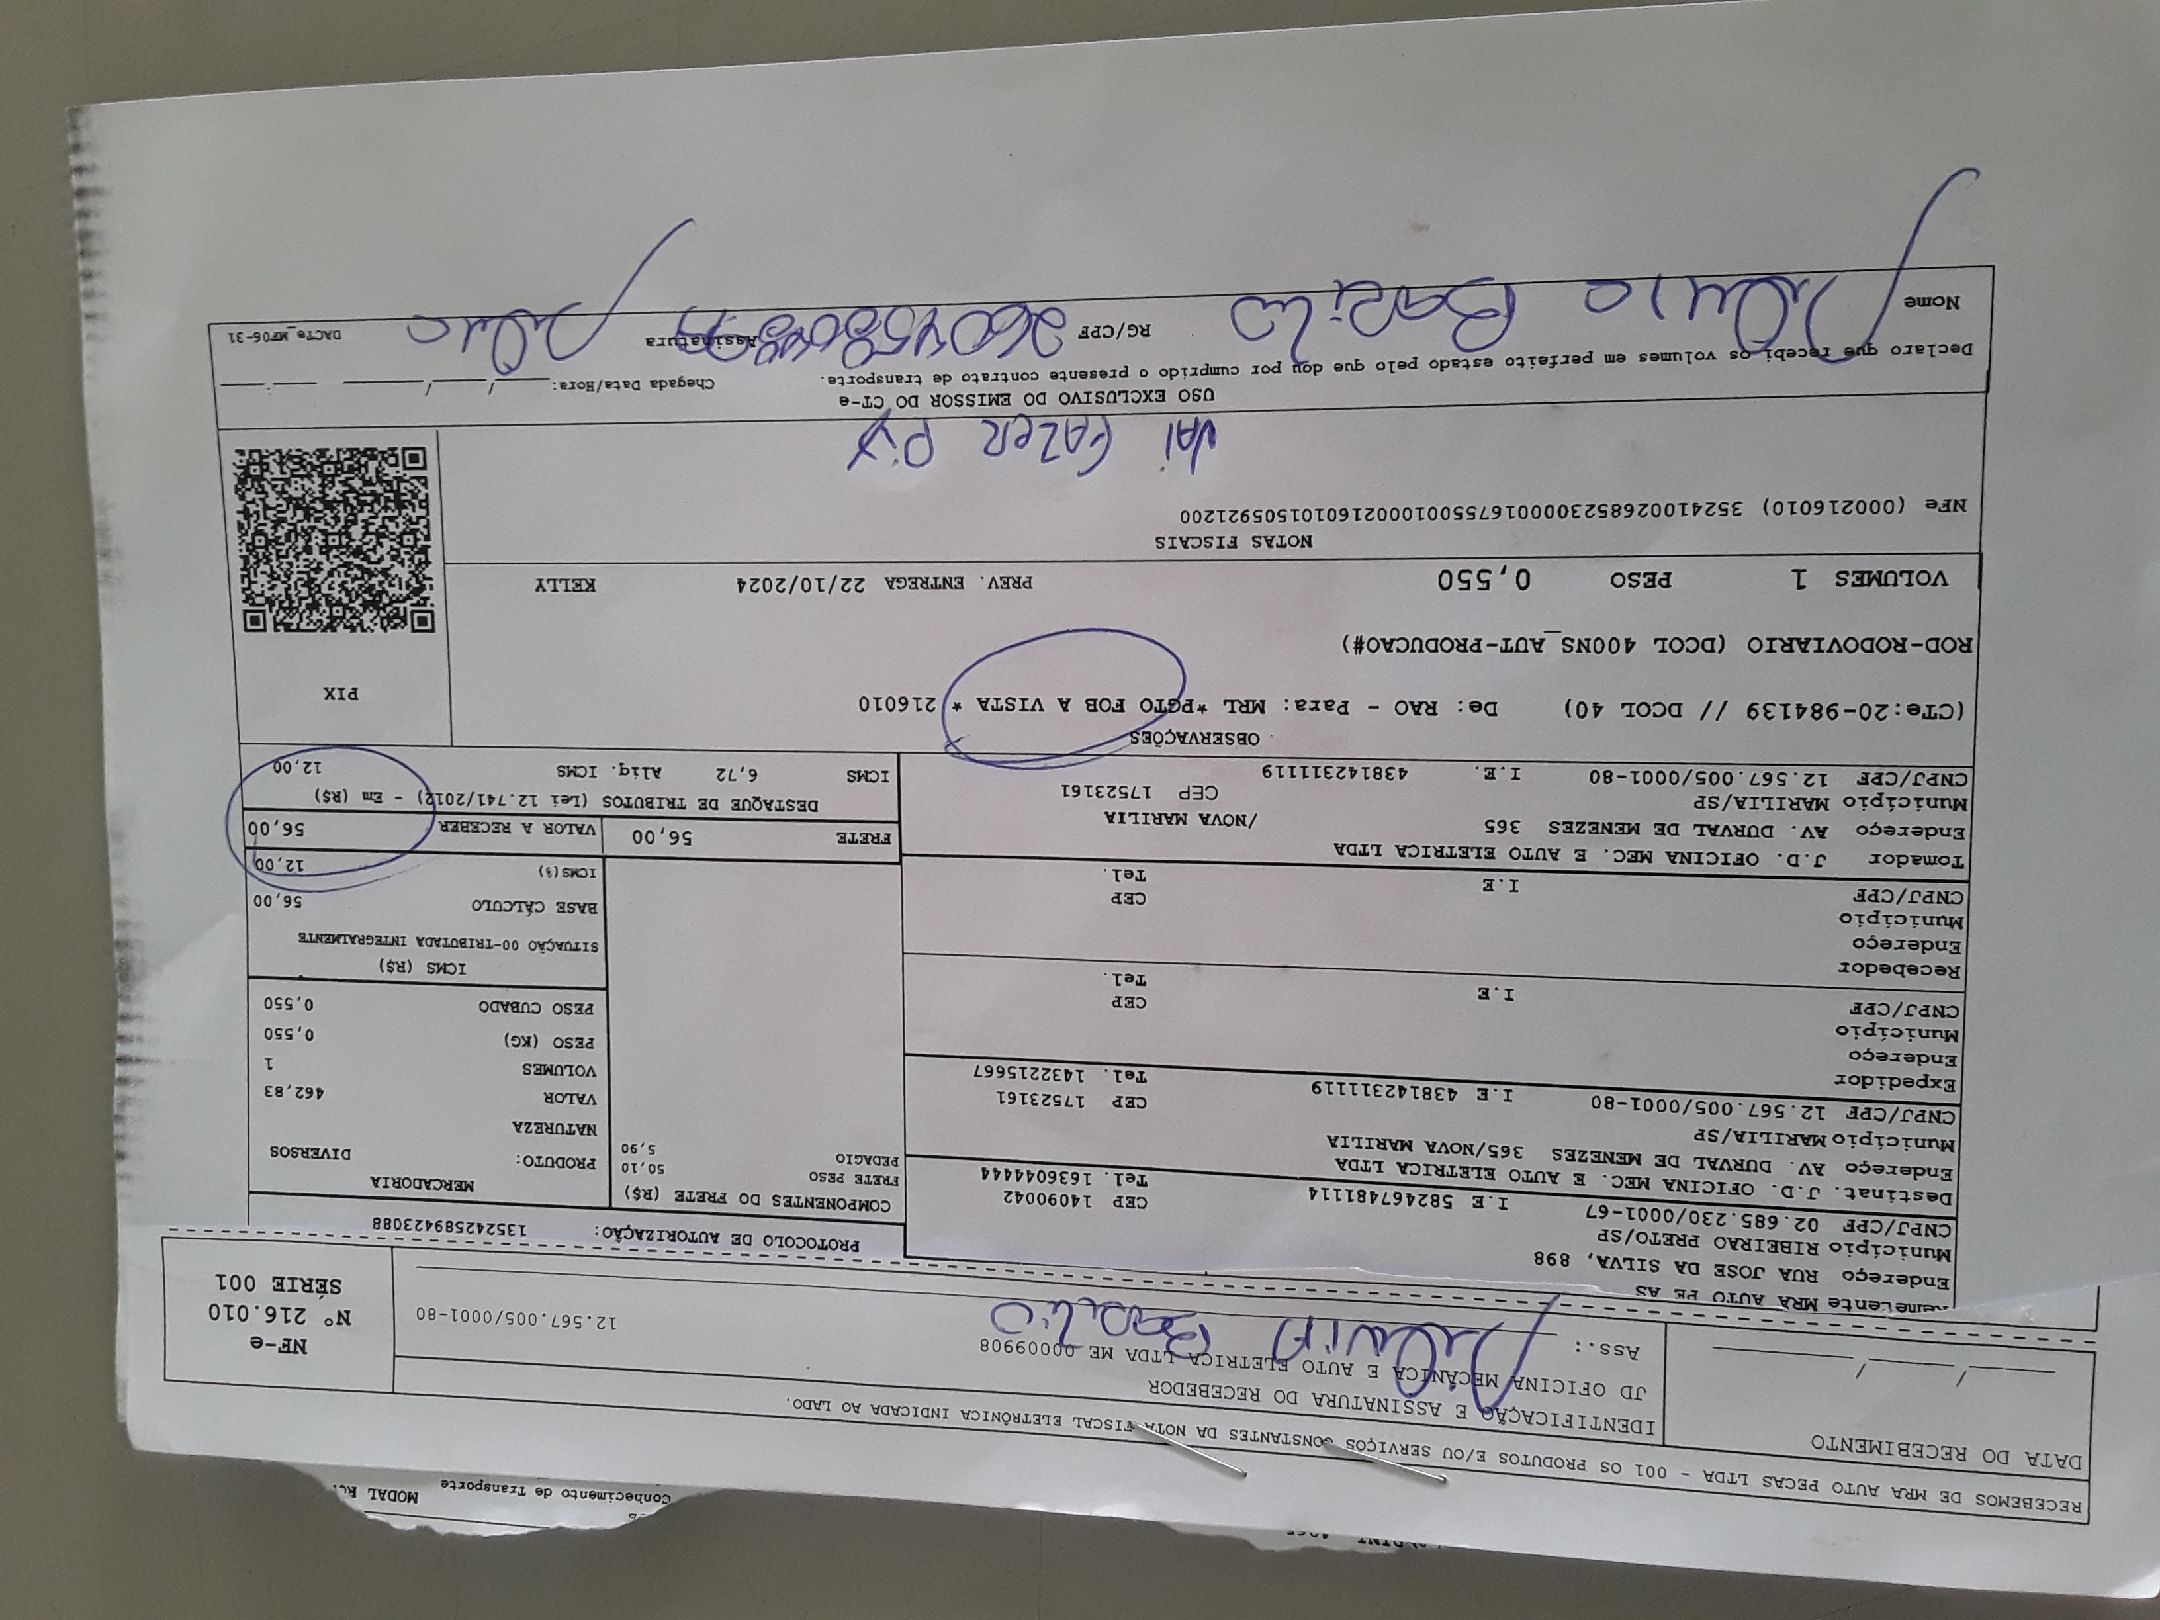 RECEBEMOS DE MRA AUTO PECAS LTDA - 001 OS PRODUTOS E/OU SERVIÇOS CONSTANTES DA NOTA FISCAL ELETRÔNICA INDICADA AO LADO.
DATA DO RECEBIMENTO
IDENTIFICAÇÃO E ASSINATURA DO RECEBEDOR
JD OFICINA MECÂNICA E AUTO ELETRICA LTDA ME 00009908
Ass.:
12.567.005/0001-80
NF-e
Nº 216.010
SÉRIE 001
Remetente MRA AUTO PE AS
Endereço RUA JOSE DA SILVA, 898
Município RIBEIRAO PRETO/SP CEP 14090042
CNPJ/CPF 02.685.230/0001-67 I.E 582467481114 Tel. 1636044444
Destinat. J.D. OFICINA MEC. E AUTO ELETRICA LTDA
Endereço AV. DURVAL DE MENEZES 365/NOVA MARILIA
Município MARILIA/SP CEP 17523161
CNPJ/CPF 12.567.005/0001-80 I.E 438142311119 Tel. 1432215667
Expedidor
Endereço
Município CEP
CNPJ/CPF I.E Tel.
Recebedor
Endereço
Município CEP
CNPJ/CPF I.E Tel.
Tomador J.D. OFICINA MEC. E AUTO ELETRICA LTDA
Endereço AV. DURVAL DE MENEZES 365 /NOVA MARILIA
Município MARILIA/SP CEP 17523161
CNPJ/CPF 12.567.005/0001-80 I.E. 438142311119
PROTOCOLO DE AUTORIZAÇÃO: 135242589423088
COMPONENTES DO FRETE (R$)
FRETE PESO 50,10
PEDAGIO 5,90
MERCADORIA
PRODUTO: DIVERSOS
NATUREZA
VALOR 462,83
VOLUMES 1
PESO (KG) 0,550
PESO CUBADO 0,550
ICMS (R$)
SITUAÇÃO 00-TRIBUTADA INTEGRALMENTE
BASE CÁLCULO 56,00
ICMS(%) 12,00
FRETE 56,00 VALOR A RECEBER 56,00
DESTAQUE DE TRIBUTOS (Lei 12.741/2012) - Em (R$)
ICMS 6,72 Aliq. ICMS 12,00
OBSERVAÇÕES
(CTe:20-984139 // DCOL 40) De: RAO - Para: MRL *PGTO FOB A VISTA * 216010
ROD-RODOVIARIO (DCOL 400NS_AUT-PRODUCAO#)
PIX
VOLUMES 1 PESO 0,550 PREV. ENTREGA 22/10/2024 KELLY
NOTAS FISCAIS
NFe (000216010) 35241002685230000167550010002160101505921200
VAI FAZER PIX
USO EXCLUSIVO DO EMISSOR DO CT-e
Declaro que recebi os volumes em perfeito estado pelo que dou por cumprido o presente contrato de transporte. Chegada Data/Hora:
Nome RG/CPF Assinatura DACTe_MF06-31
Conhecimento de Transporte MODAL